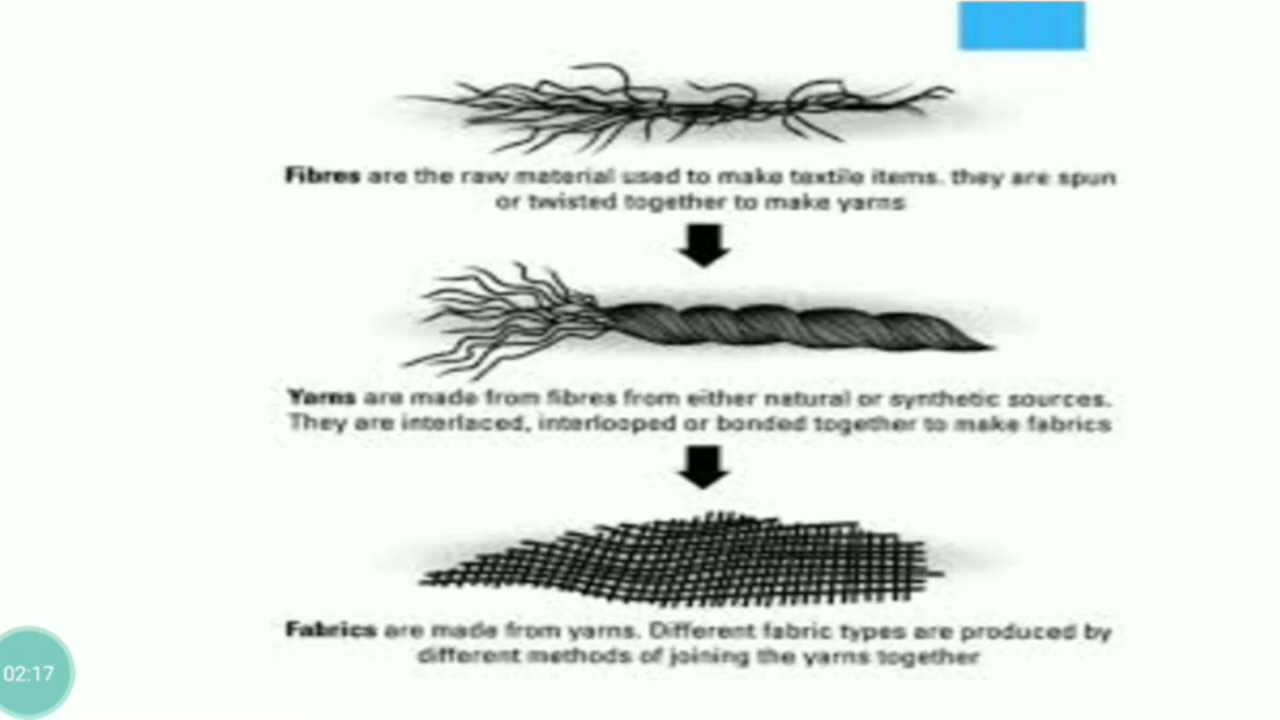 Fibres are the raw material used to make textile items. they are spun
or twisted together to make yarns
Yarns are made from fibres from either natural or synthetic sources.
They are interlaced, interlooped or bonded together to make fabrics
Fabrics are made from yarns. Different fabric types are produced by
different methods of joining the yarns together
02:17